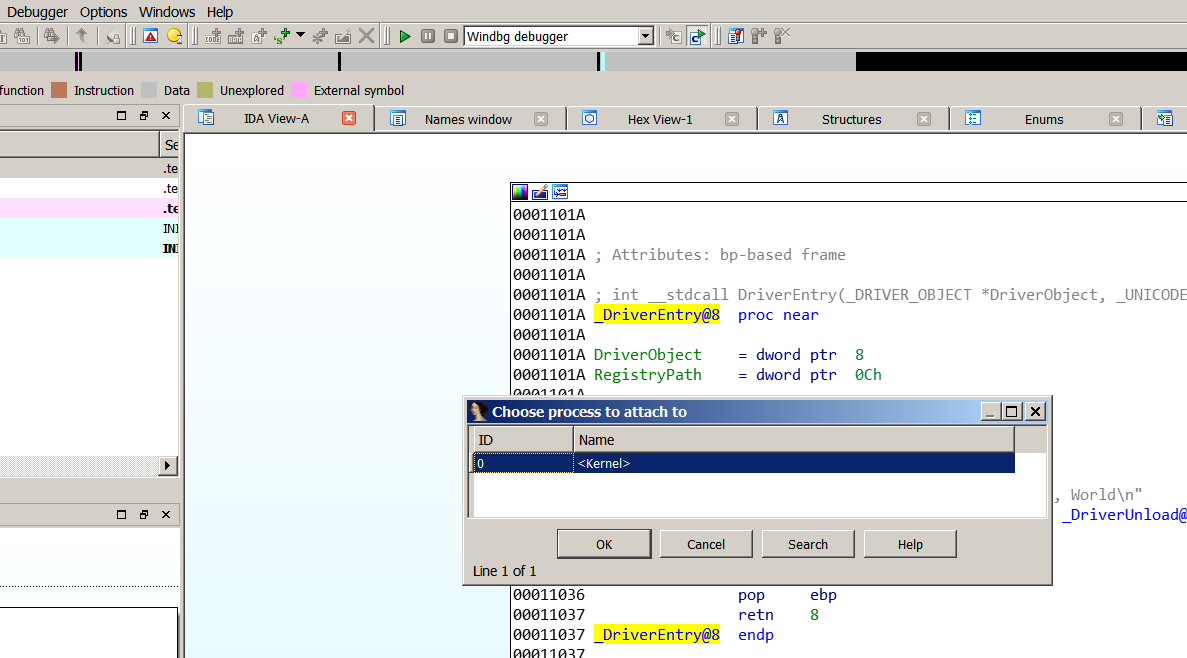 Debugger Options Windows Help
Windbg debugger
function Instruction Data Unexplored External symbol
IDA View-A Names window Hex View-1 Structures Enums
Se
.te
.te
.te
INI
INI
0001101A
0001101A
0001101A ; Attributes: bp-based frame
0001101A
0001101A ; int __stdcall DriverEntry(_DRIVER_OBJECT *DriverObject, _UNICODE
0001101A _DriverEntry@8 proc near
0001101A
0001101A DriverObject = dword ptr 8
0001101A RegistryPath = dword ptr 0Ch
0001101A
Choose process to attach to
ID Name
0 <Kernel>
, World\n"
_DriverUnload@
OK Cancel Search Help
Line 1 of 1
00011036 pop ebp
00011037 retn 8
00011037 _DriverEntry@8 endp
00011037